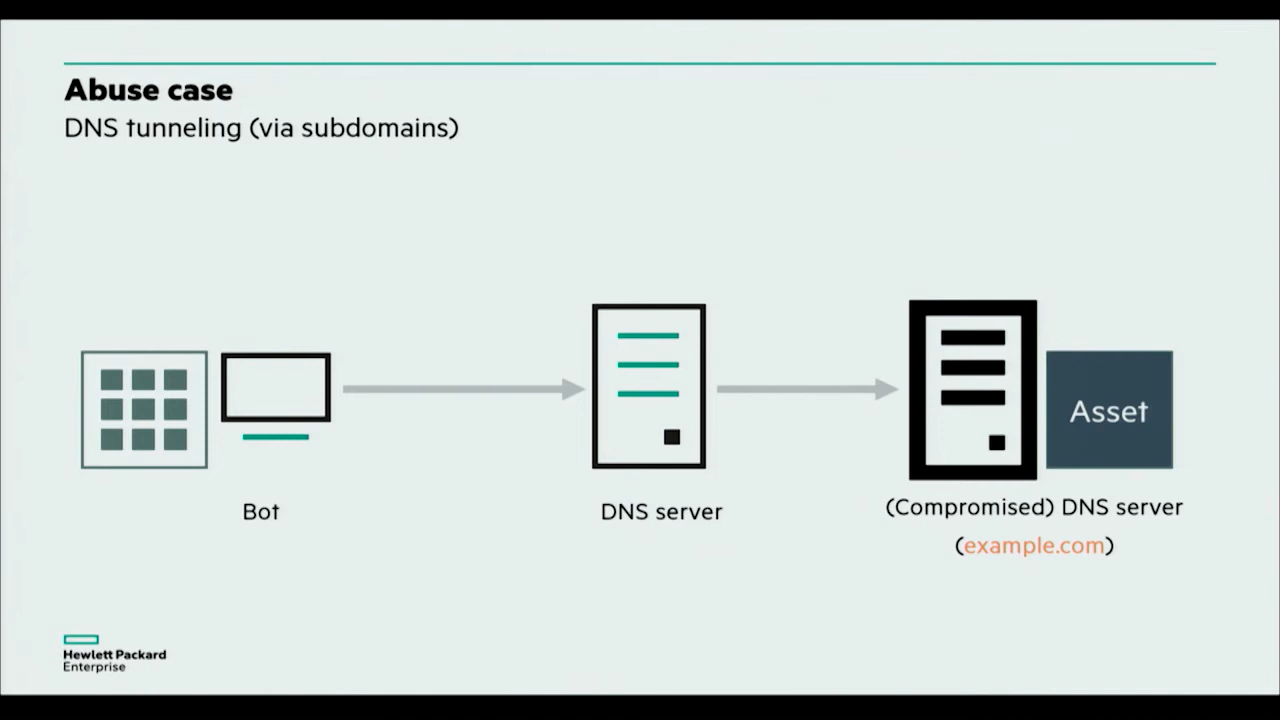 Abuse case
DNS tunneling (via subdomains)
Asset
Bot
DNS server
(Compromised) DNS server
(example.com)
Hewlett Packard
Enterprise